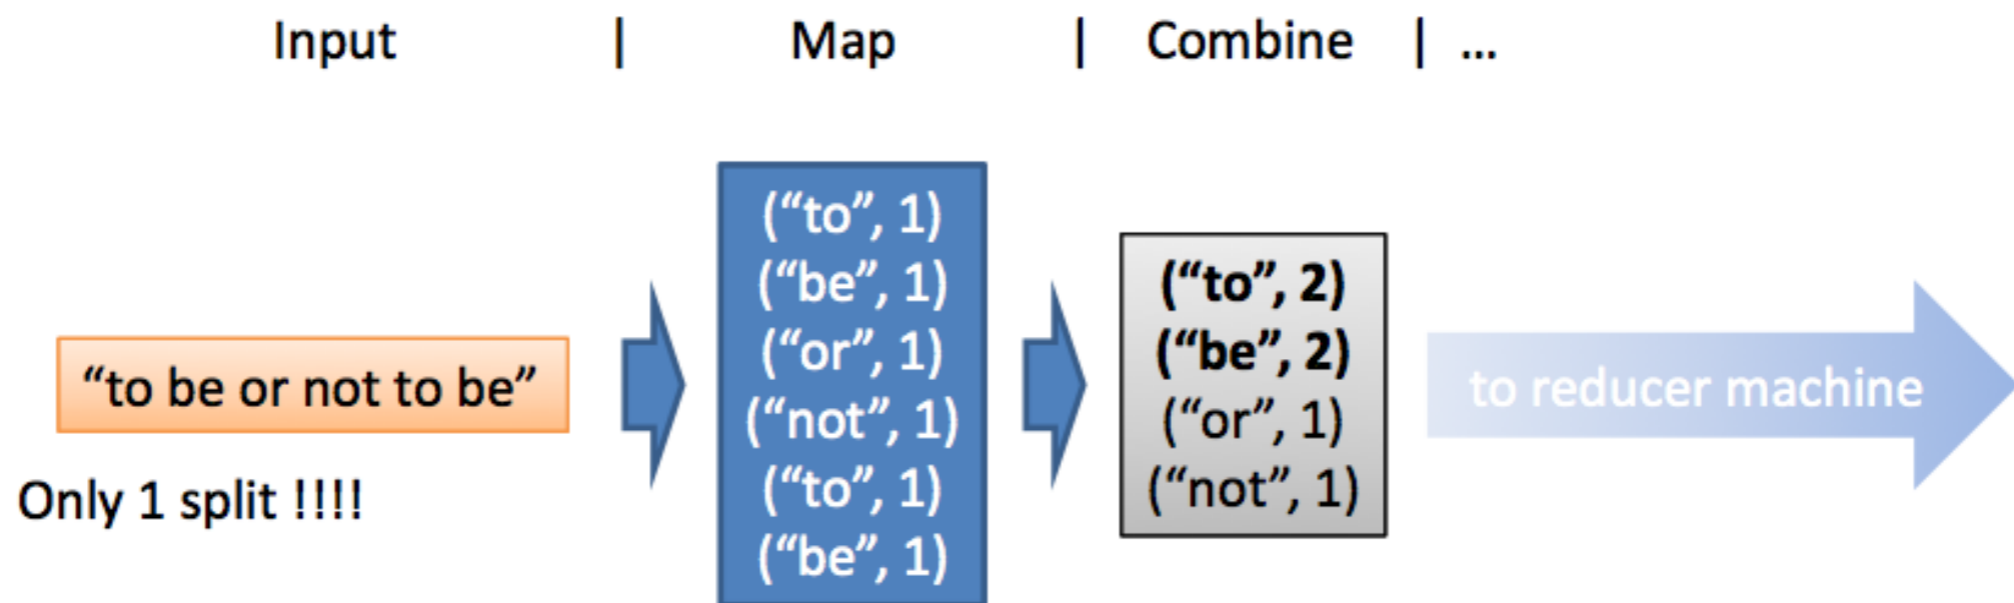 Input | Map | Combine | ...
“to be or not to be”
Only 1 split !!!!
(“to”, 1)
(“be”, 1)
(“or”, 1)
(“not”, 1)
(“to”, 1)
(“be”, 1)
(“to”, 2)
(“be”, 2)
(“or”, 1)
(“not”, 1)
to reducer machine